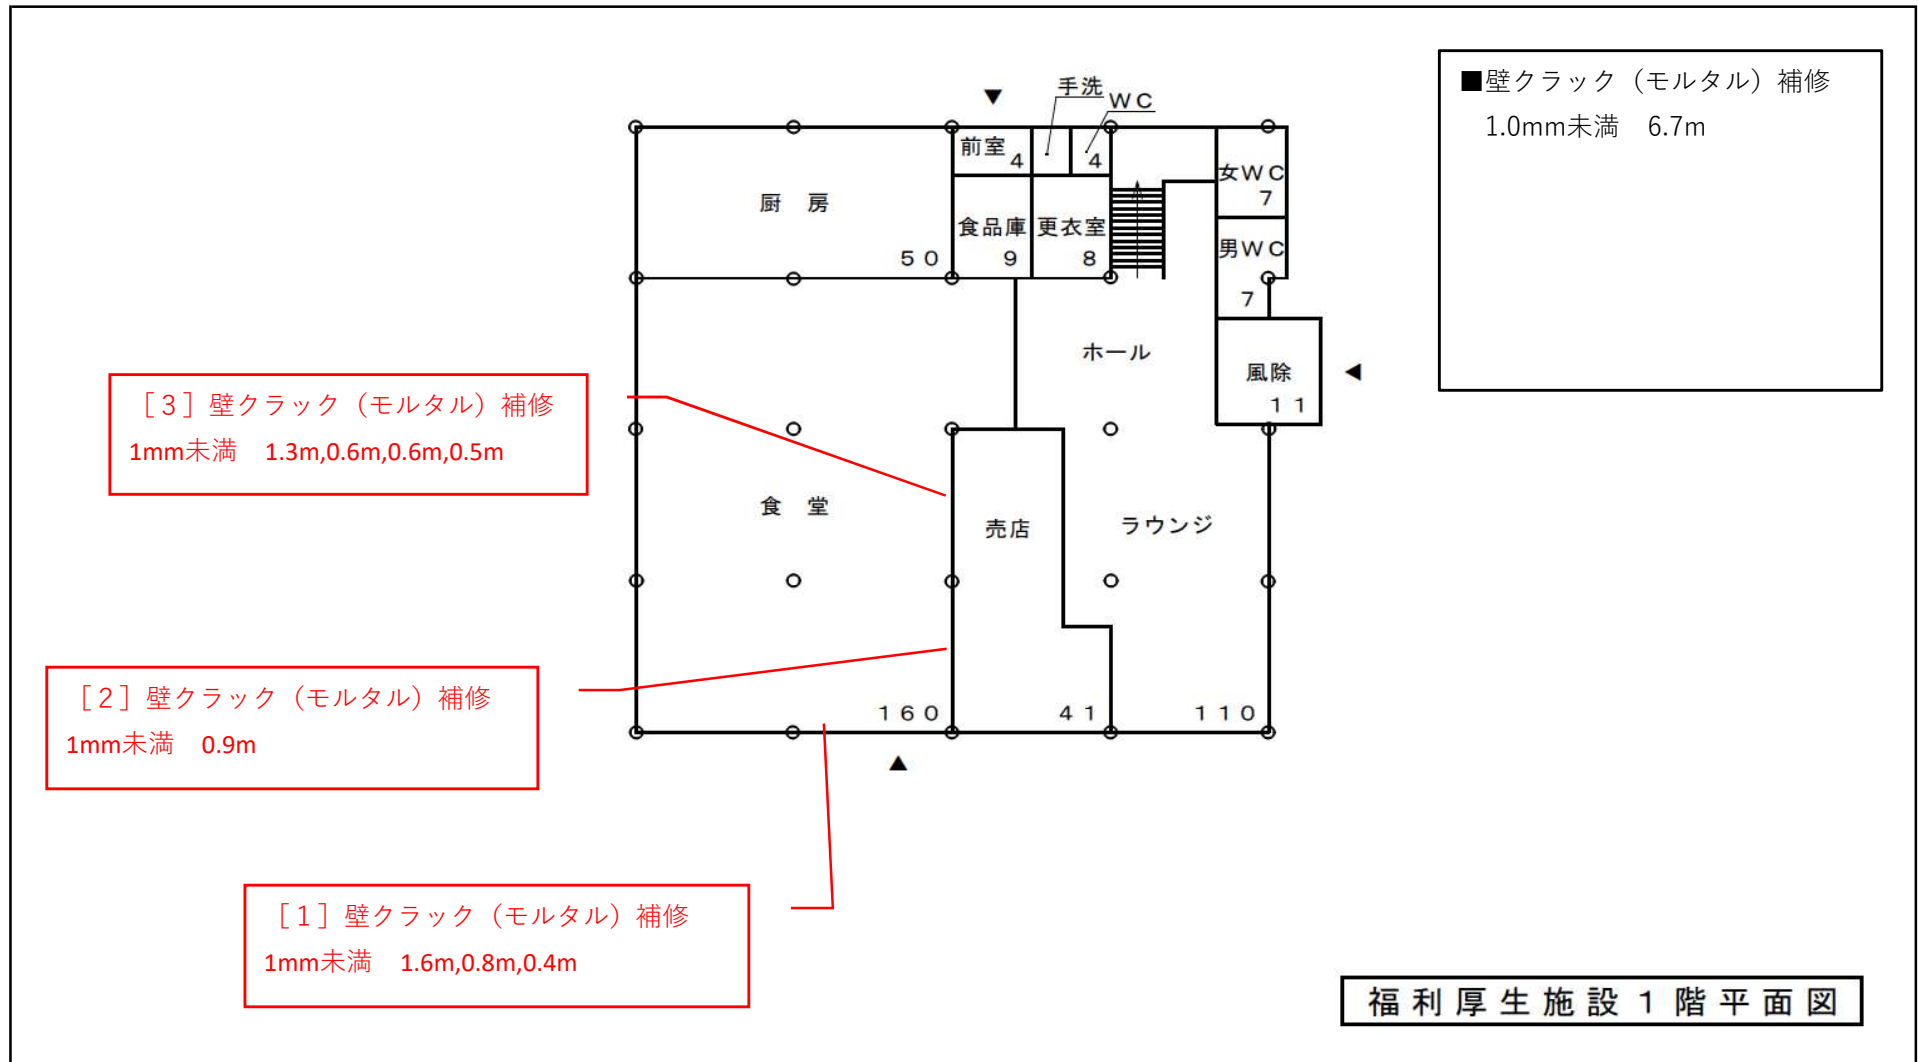 ■壁クラック（モルタル）補修
1.0mm未満　6.7m
手洗
ＷＣ
前室
4
4
女ＷＣ
7
厨　房
食品庫
更衣室
男ＷＣ
50
9
8
7
ホール
風除
11
［３］壁クラック（モルタル）補修
1mm未満　1.3m,0.6m,0.6m,0.5m
食　堂
売店
ラウンジ
［２］壁クラック（モルタル）補修
1mm未満　0.9m
160
41
110
［１］壁クラック（モルタル）補修
1mm未満　1.6m,0.8m,0.4m
福利厚生施設１階平面図